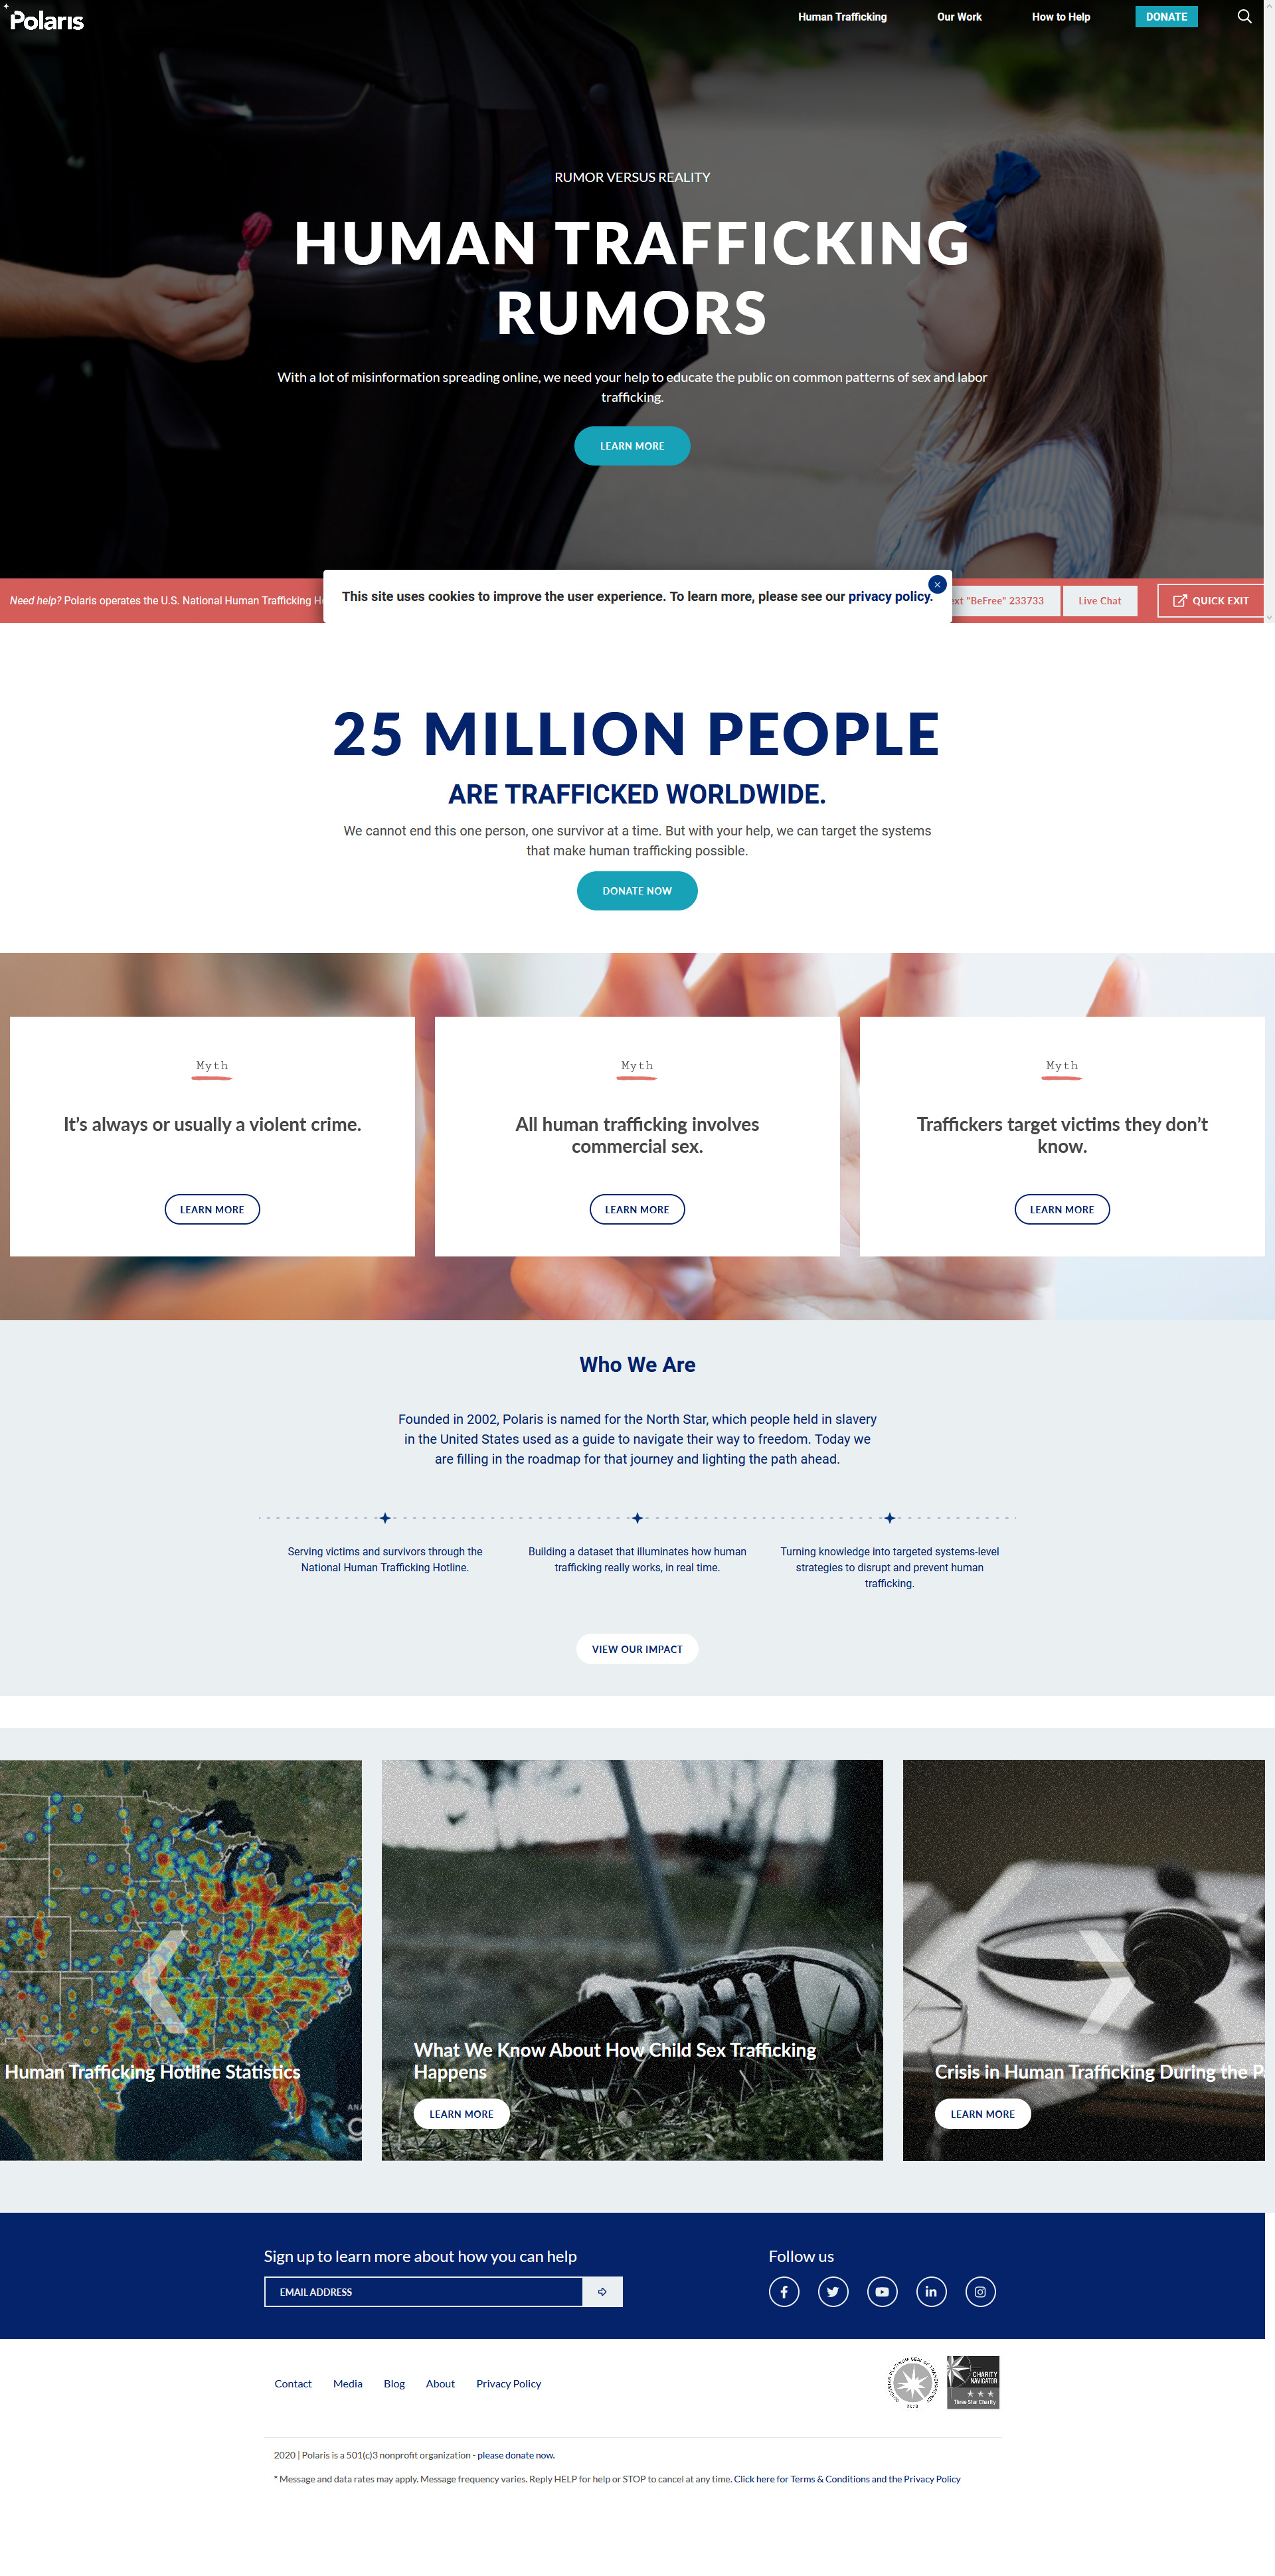 Polaris
Human Trafficking
Our Work
How to Help
DONATE
RUMOR VERSUS REALITY
HUMAN TRAFFICKING
RUMORS
With a lot of misinformation spreading online, we need your help to educate the public on common patterns of sex and labor
trafficking.
LEARN MORE
Need help? Polaris operates the U.S. National Human Trafficking
This site uses cookies to improve the user experience. To learn more, please see our privacy policy.
"BeFree" 233733
Live Chat
QUICK EXIT
25 MILLION PEOPLE
ARE TRAFFICKED WORLDWIDE.
We cannot end this one person, one survivor at a time. But with your help, we can target the systems
that make human trafficking possible.
DONATE NOW
Myth
It’s always or usually a violent crime.
LEARN MORE
Myth
All human trafficking involves
commercial sex.
LEARN MORE
Myth
Traffickers target victims they don’t
know.
LEARN MORE
Who We Are
Founded in 2002, Polaris is named for the North Star, which people held in slavery
in the United States used as a guide to navigate their way to freedom. Today we
are filling in the roadmap for that journey and lighting the path ahead.
Serving victims and survivors through the
National Human Trafficking Hotline.
Building a dataset that illuminates how human
trafficking really works, in real time.
Turning knowledge into targeted systems-level
strategies to disrupt and prevent human
trafficking.
VIEW OUR IMPACT
Human Trafficking Hotline Statistics
What We Know About How Child Sex Trafficking
Happens
LEARN MORE
Crisis in Human Trafficking During the
LEARN MORE
Sign up to learn more about how you can help
EMAIL ADDRESS
Follow us
Contact
Media
Blog
About
Privacy Policy
CHARITY
NAVIGATOR
Three Star Charity
2020 | Polaris is a 501(c)3 nonprofit organization - please donate now.
* Message and data rates may apply. Message frequency varies. Reply HELP for help or STOP to cancel at any time. Click here for Terms & Conditions and the Privacy Policy